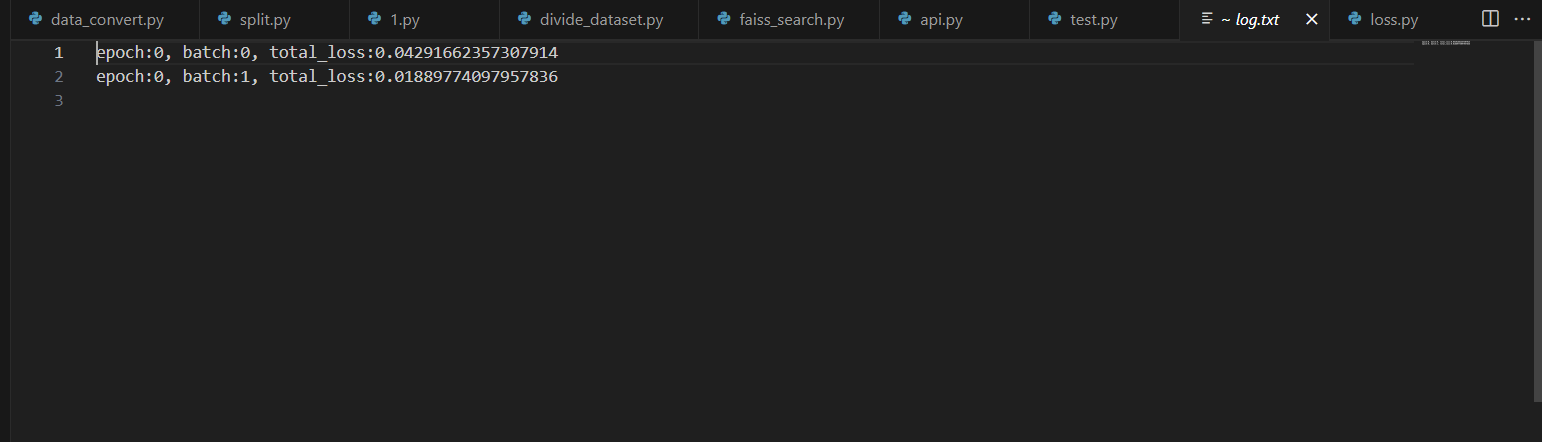 data_convert.py split.py 1.py divide_dataset.py faiss_search.py api.py test.py ~ log.txt loss.py
1 epoch:0, batch:0, total_loss:0.04291662357307914
2 epoch:0, batch:1, total_loss:0.01889774097957836
3